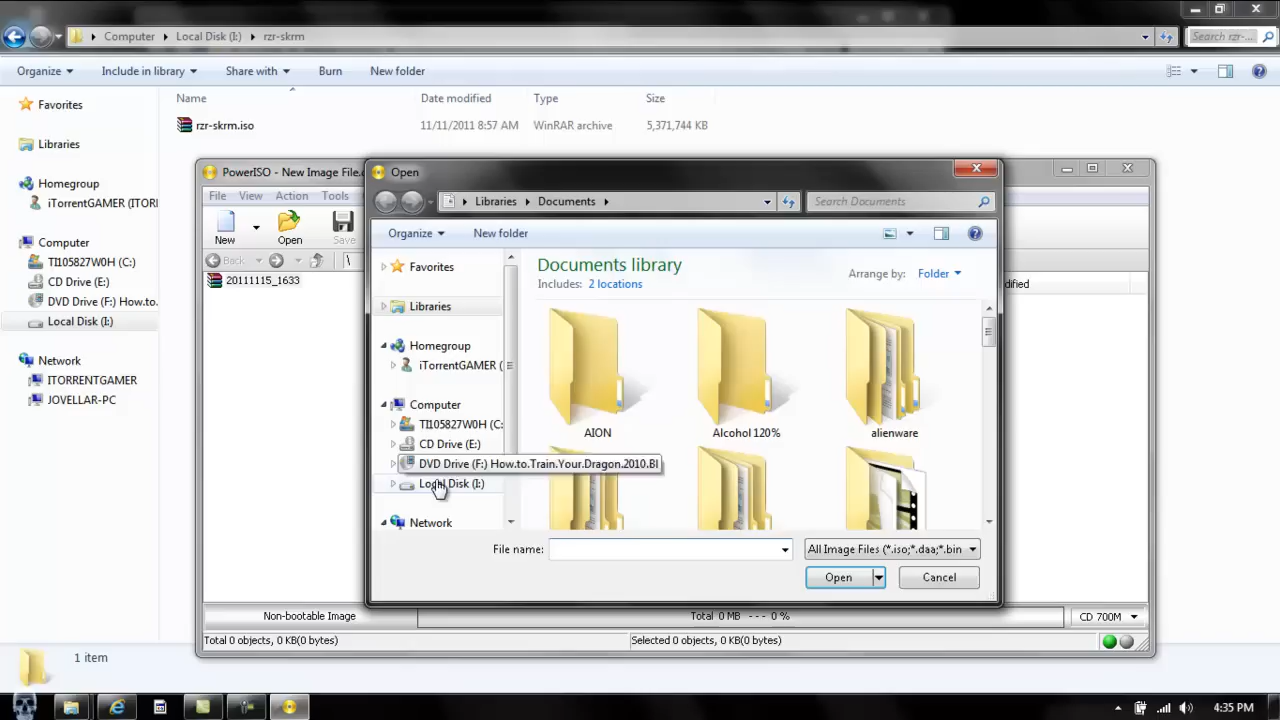 Computer Local Disk (I:) rzr-skrm Search rzr-...
Organize Include in library Share with Burn New folder
Name Date modified Type Size
rzr-skrm.iso 11/11/2011 8:57 AM WinRAR archive 5,371,744 KB
Favorites
Libraries
Homegroup
iTorrentGAMER (ITOR
Computer
TI105827W0H (C:)
CD Drive (E:)
DVD Drive (F:) How.to.
Local Disk (I:)
Network
ITORRENTGAMER
JOVELLAR-PC
PowerISO - New Image File.
File View Action Tools
New Open Save
Back \
20111115_1633
dified
Open
Libraries Documents Search Documents
Organize New folder
Favorites
Libraries
Homegroup
iTorrentGAMER (
Computer
TI105827W0H (C:
CD Drive (E:)
DVD Drive (F:) How.to.Train.Your.Dragon.2010.Bl
Local Disk (I:)
Network
Documents library
Includes: 2 locations
Arrange by: Folder
AION Alcohol 120% alienware
File name: All Image Files (*.iso;*.daa;*.bin
Open Cancel
Non-bootable Image Total 0 MB --- 0 % CD 700M
Total 0 objects, 0 KB(0 bytes) Selected 0 objects, 0 KB(0 bytes)
1 item
4:35 PM